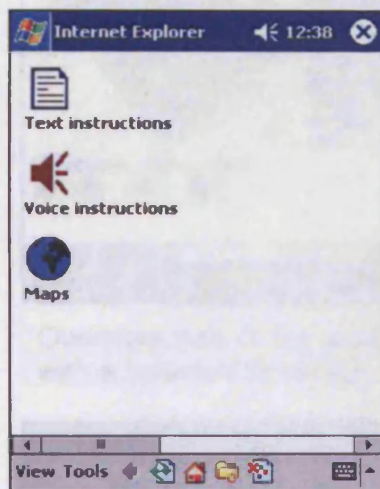 Internet Explorer 12:38
Text instructions
Voice instructions
Maps
View Tools